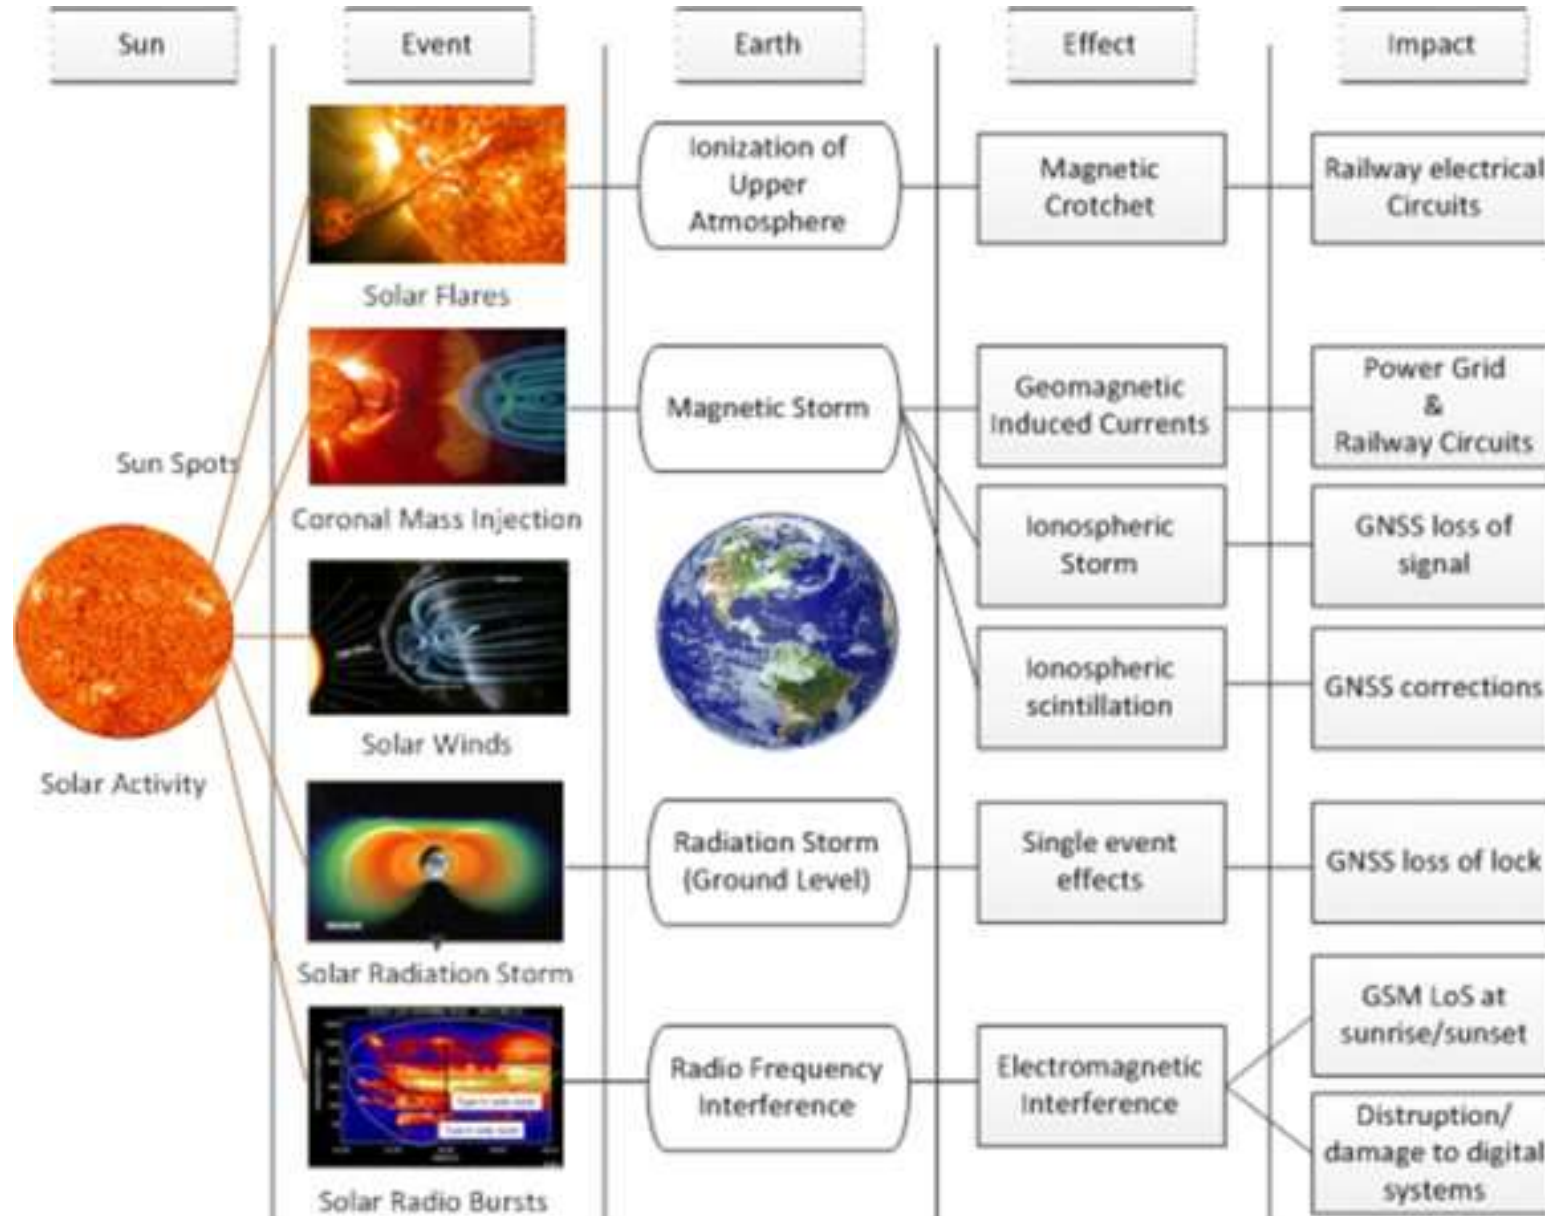 Sun
Event
Earth
Effect
Impact
Ionization of
Upper
Atmosphere
Magnetic
Crotchet
Railway electrical
Circuits
Solar Flares
Magnetic Storm
Geomagnetic
Induced Currents
Power Grid
&
Railway Circuits
Sun Spots
Coronal Mass Injection
Ionospheric
Storm
GNSS loss of
signal
Ionospheric
scintillation
GNSS corrections
Solar Winds
Solar Activity
Radiation Storm
(Ground Level)
Single event
effects
GNSS loss of lock
Solar Radiation Storm
GSM LoS at
sunrise/sunset
Radio Frequency
Interference
Electromagnetic
Interference
Distruption/
damage to digital
systems
Solar Radio Bursts